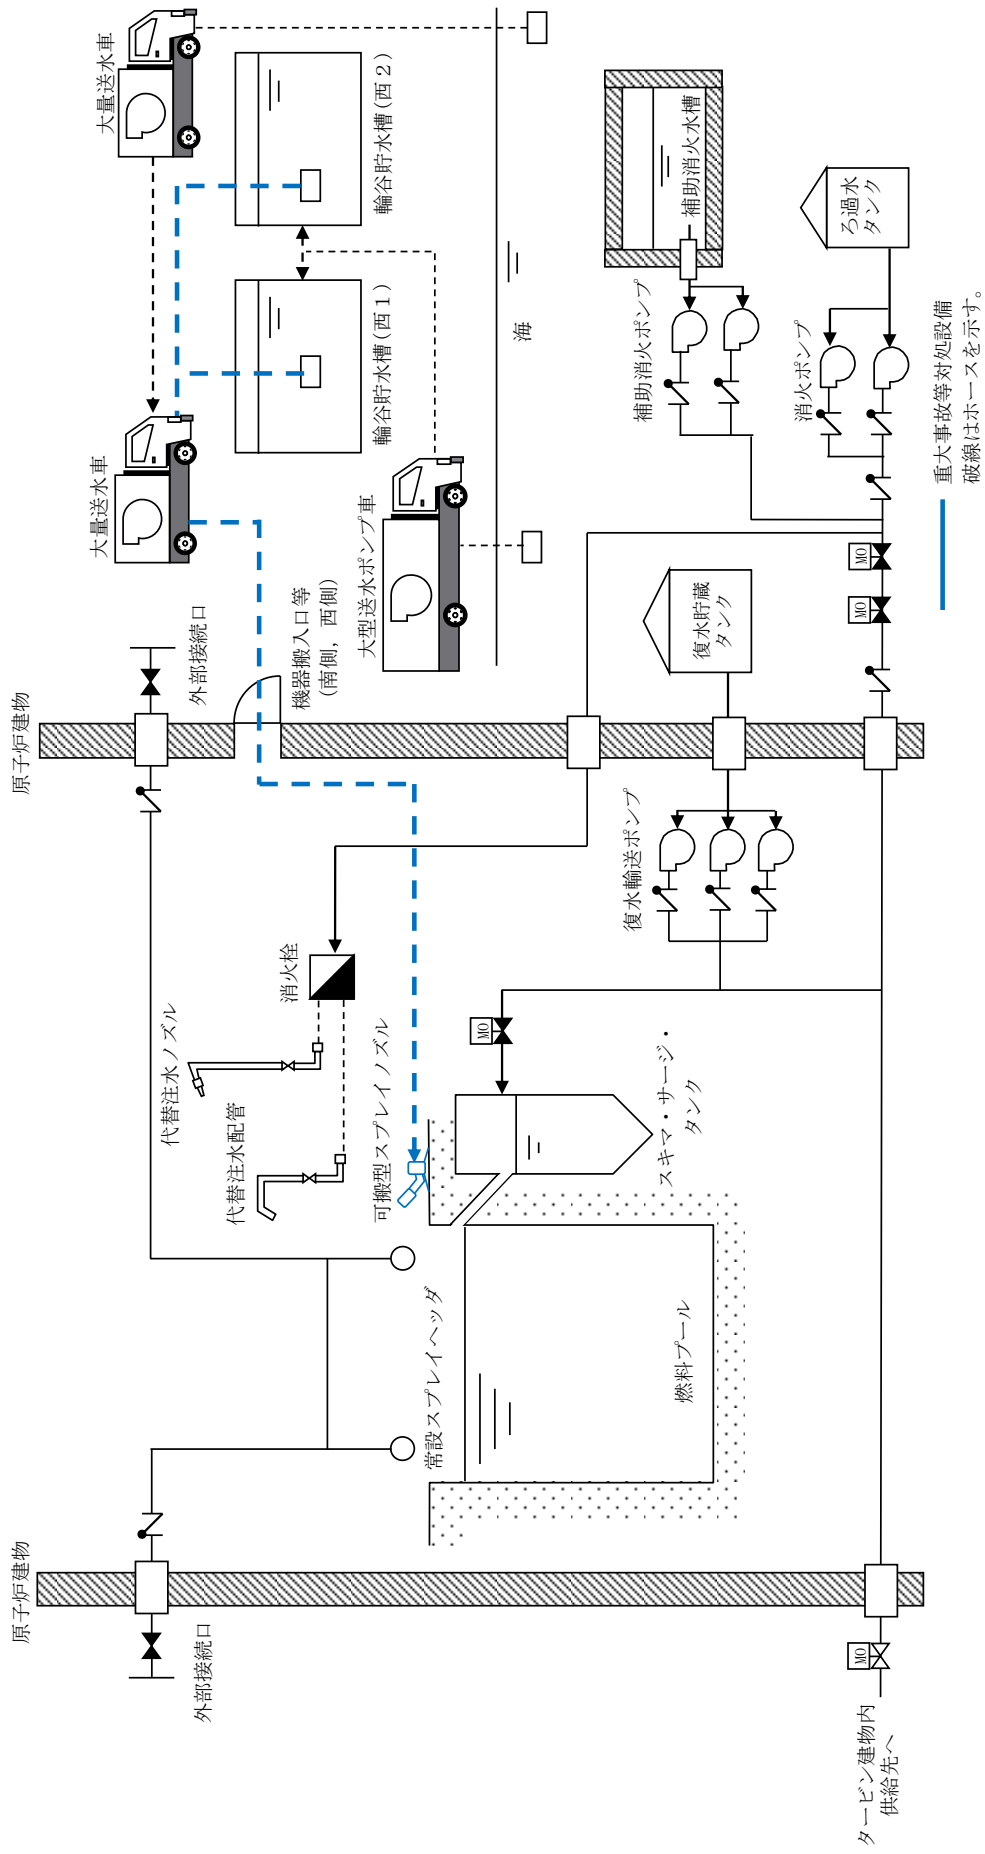 原子炉建物
外部接続口
原子炉建物
外部接続口
大量送水車
大量送水車
輪谷貯水槽(西1)
輪谷貯水槽(西2)
機器搬入口等
(南側,西側)
大型送水ポンプ車
海
代替注水ノズル
代替注水配管
消火栓
可搬型スプレイノズル
常設スプレイヘッダ
燃料プール
スキマ・サージ・
タンク
MO
復水輸送ポンプ
復水貯蔵
タンク
補助消火ポンプ
補助消火水槽
消火ポンプ
ろ過水
タンク
MO
MO
MO
タービン建物内
供給先へ
重大事故等対処設備
破線はホースを示す。